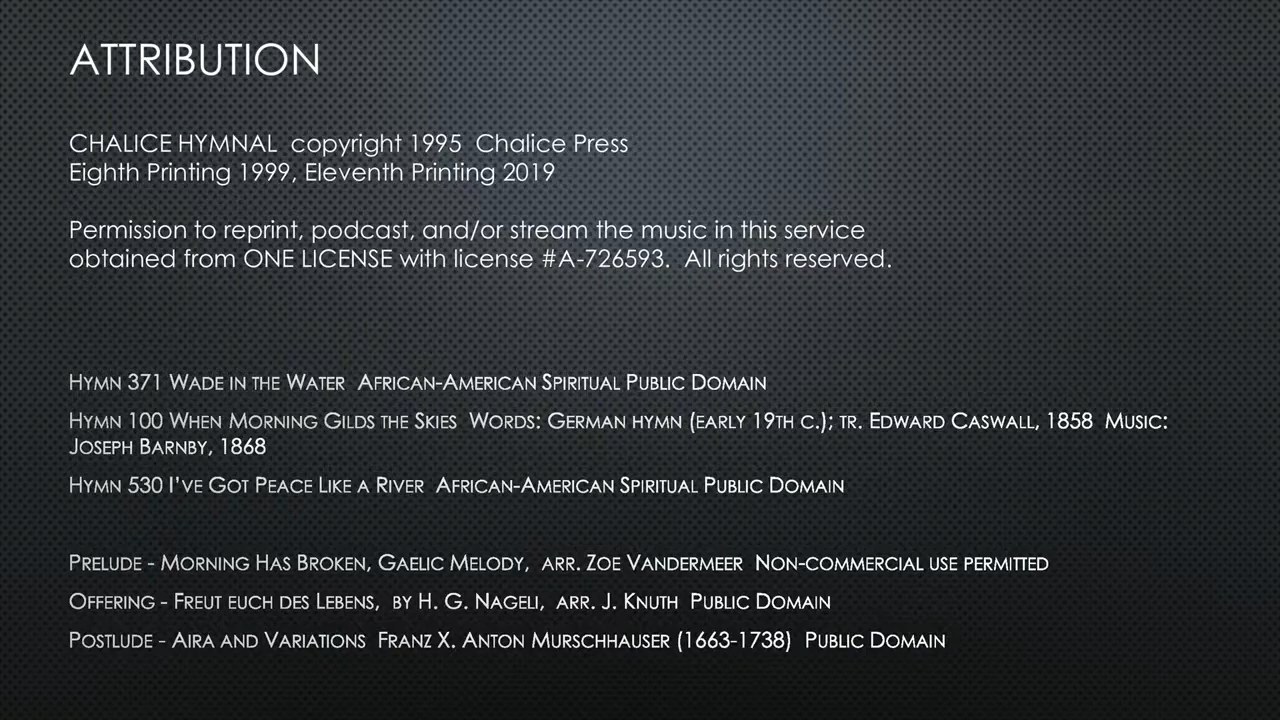 ATTRIBUTION
CHALICE HYMNAL  copyright 1995  Chalice Press
Eighth Printing 1999, Eleventh Printing 2019
Permission to reprint, podcast, and/or stream the music in this service
obtained from ONE LICENSE with license #A-726593.  All rights reserved.
Hymn 371 Wade in the Water  African-American Spiritual Public Domain
Hymn 100 When Morning Gilds the Skies  Words: German hymn (early 19th c.); tr. Edward Caswall, 1858  Music:
Joseph Barnby, 1868
Hymn 530 I've Got Peace Like a River  African-American Spiritual Public Domain
Prelude - Morning Has Broken, Gaelic Melody,  arr. Zoe Vandermeer  Non-commercial use permitted
Offering - Freut euch des Lebens,  by H. G. Nageli,  arr. J. Knuth  Public Domain
Postlude - Aira and Variations  Franz X. Anton Murschhauser (1663-1738)  Public Domain